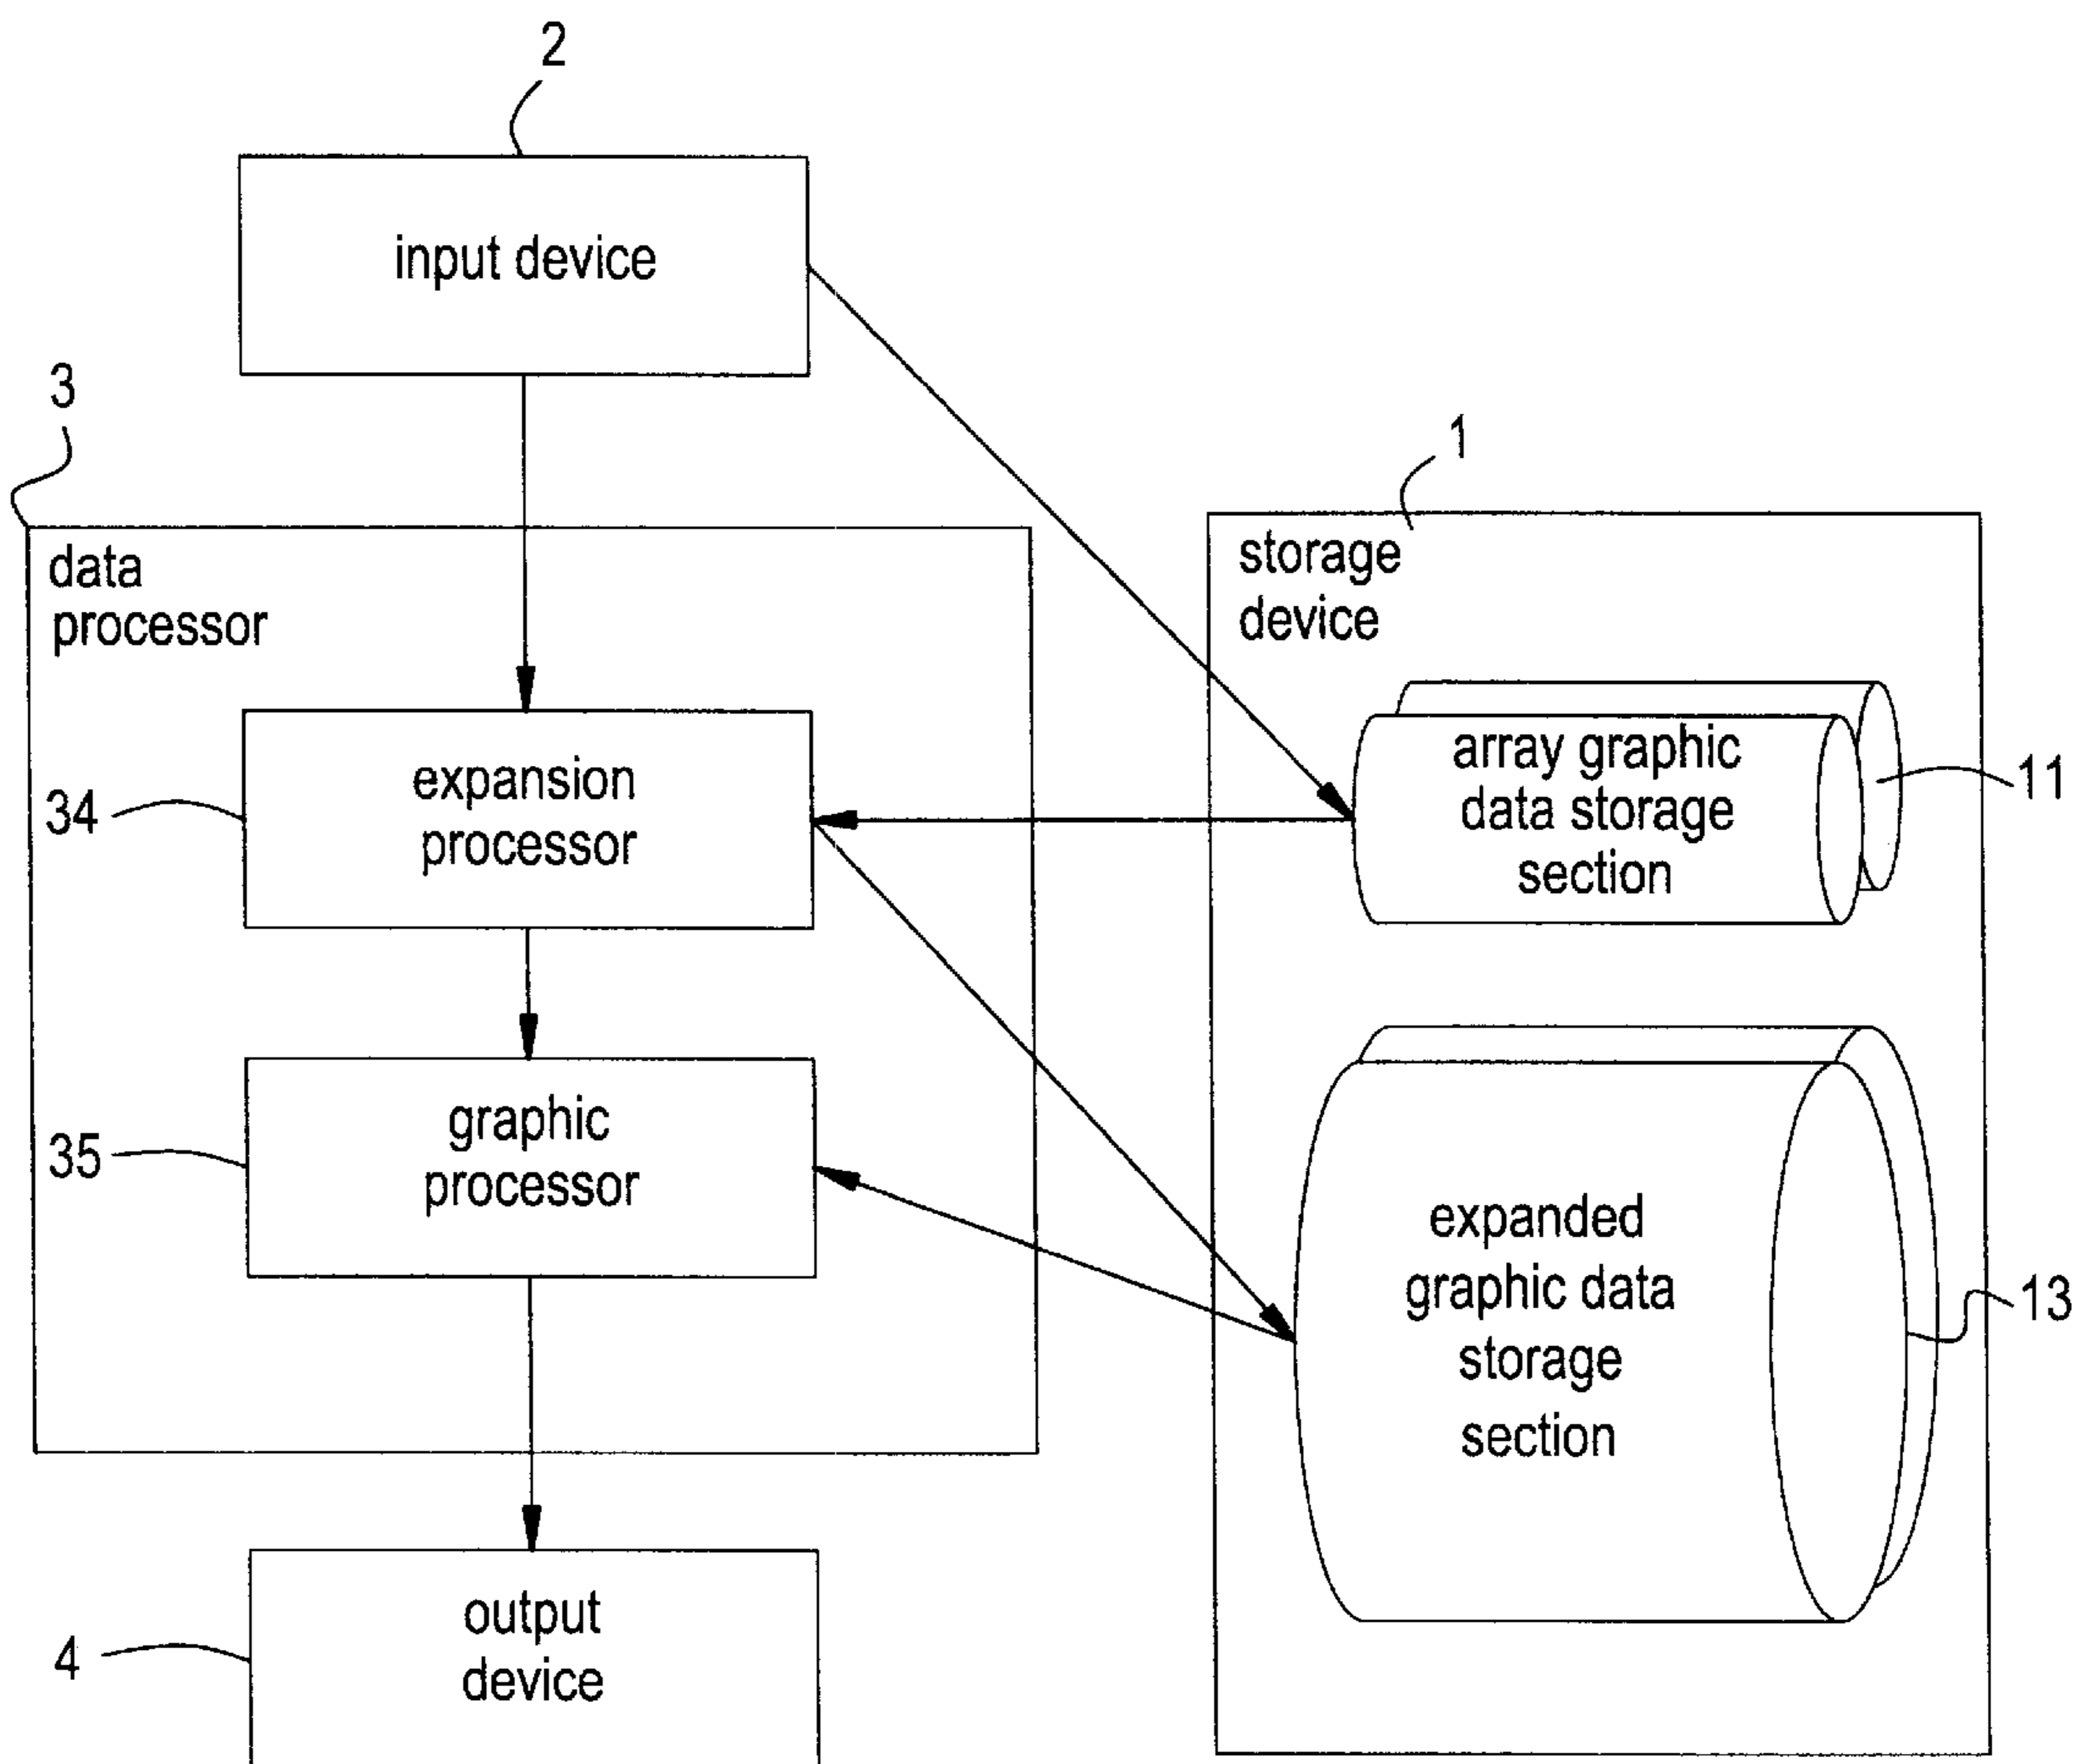 2
input device
3
data
processor
1
storage
device
array graphic
data storage
section
11
34
expansion
processor
35
graphic
processor
expanded
graphic data
storage
section
13
4
output
device